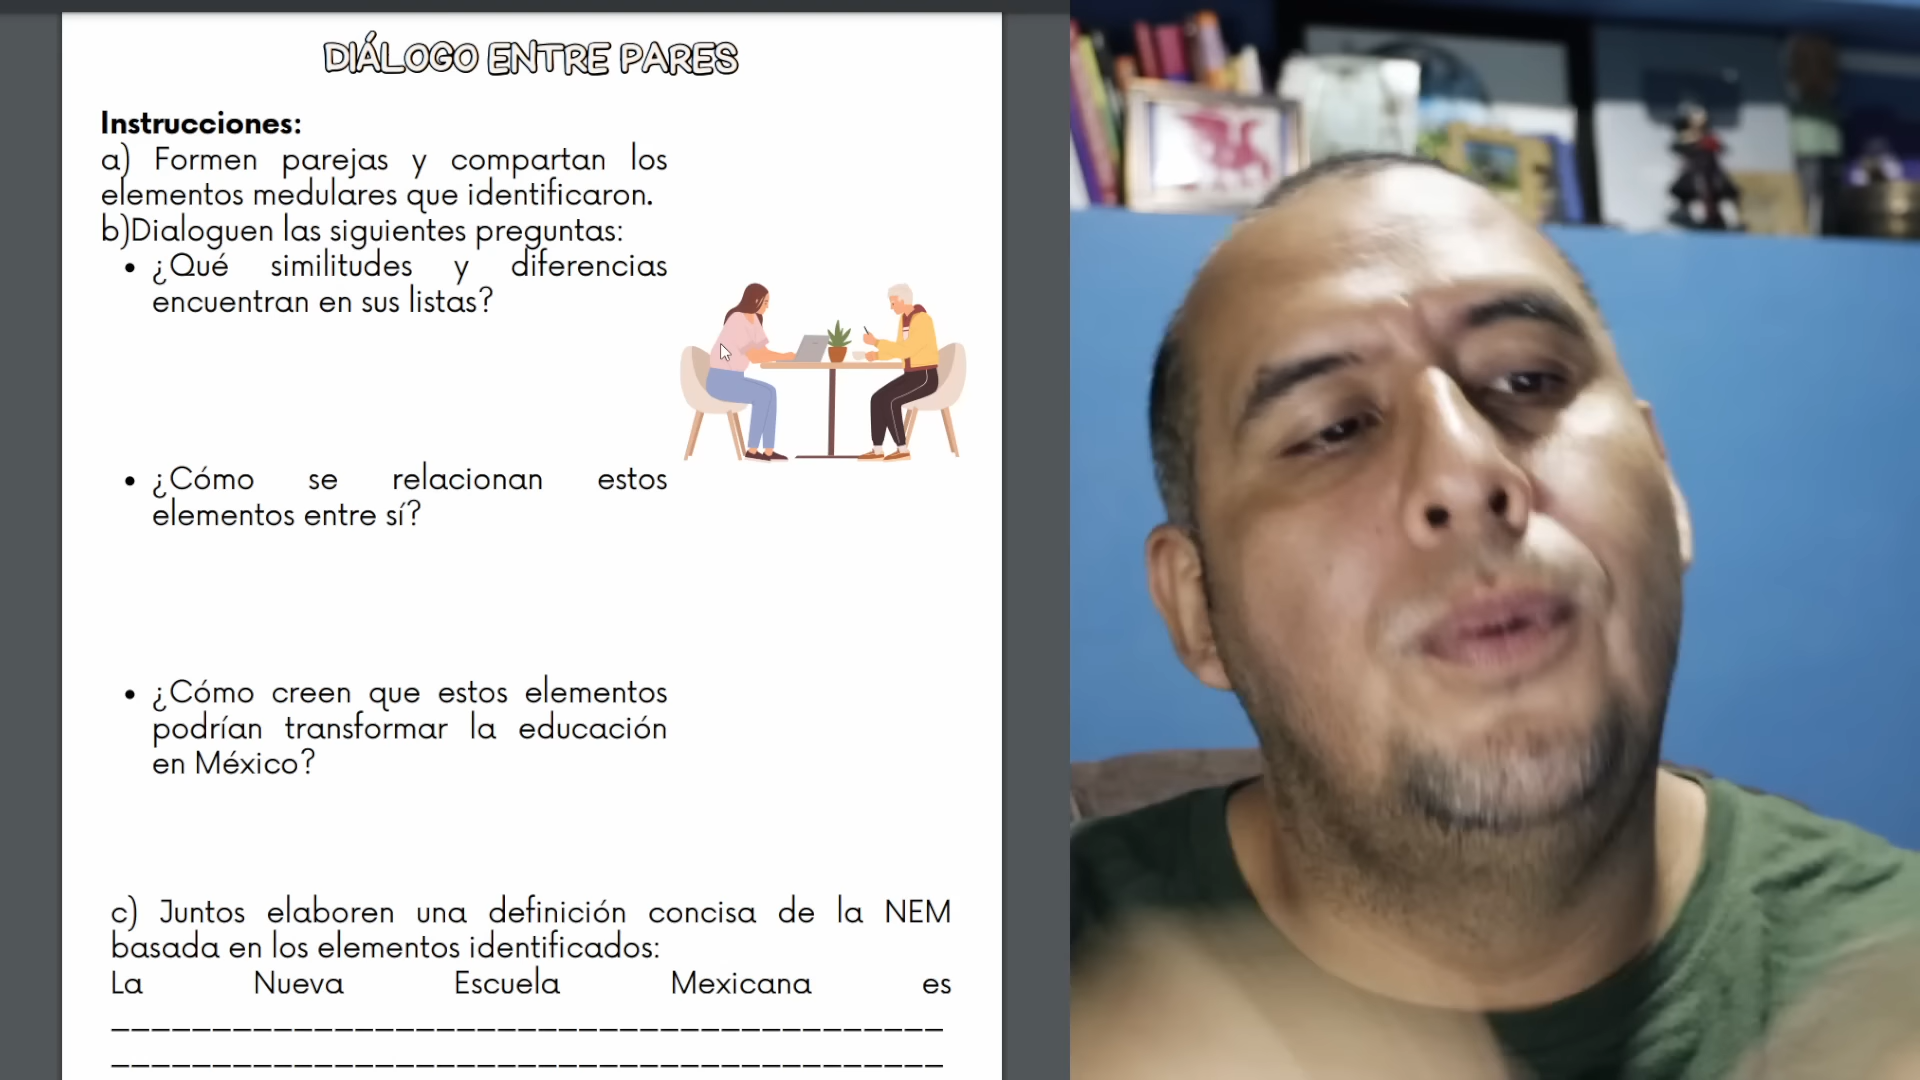 DIÁLOGO ENTRE PARES
Instrucciones:
a) Formen parejas y compartan los
elementos medulares que identificaron.
b)Dialoguen las siguientes preguntas:
• ¿Qué similitudes y diferencias
encuentran en sus listas?
• ¿Cómo se relacionan estos
elementos entre sí?
• ¿Cómo creen que estos elementos
podrían transformar la educación
en México?
c) Juntos elaboren una definición concisa de la NEM
basada en los elementos identificados:
La Nueva Escuela Mexicana es